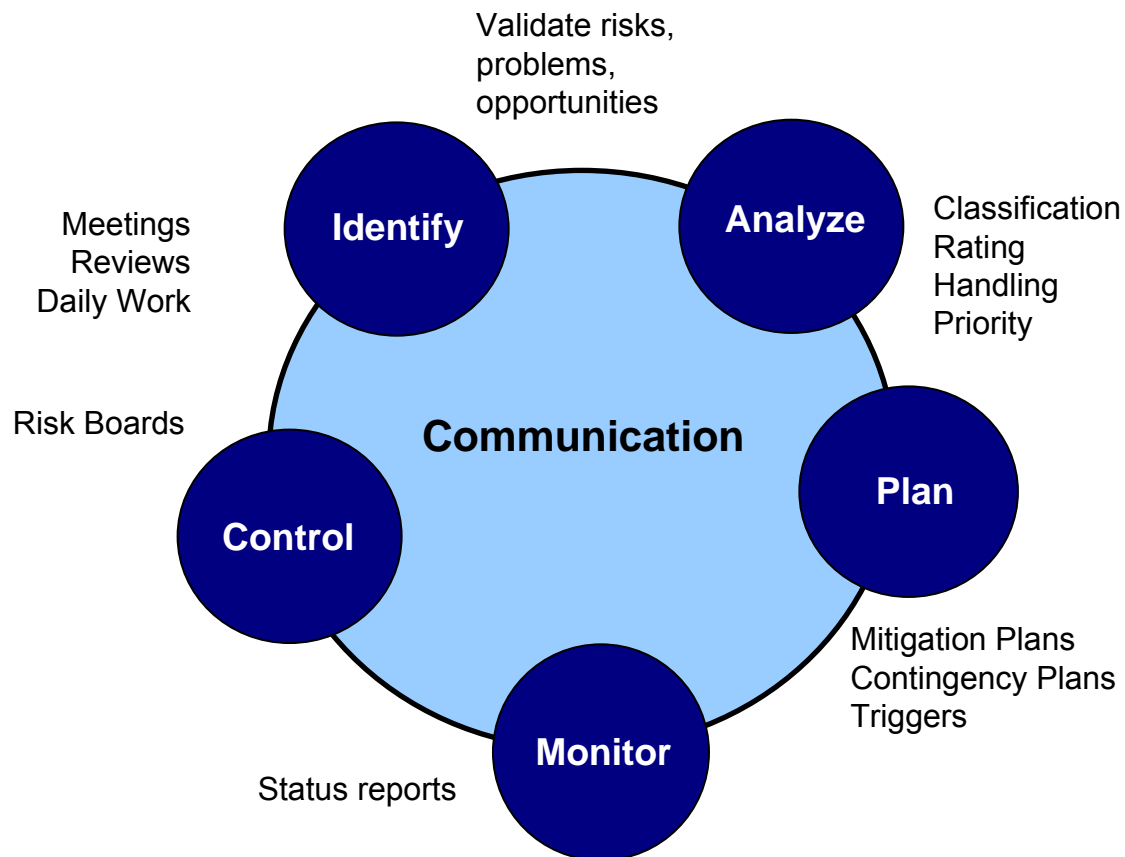 Validate risks,
problems,
opportunities
Identify
Analyze
Meetings
Reviews
Daily Work
Classification
Rating
Handling
Priority
Risk Boards
Communication
Plan
Control
Mitigation Plans
Contingency Plans
Triggers
Monitor
Status reports